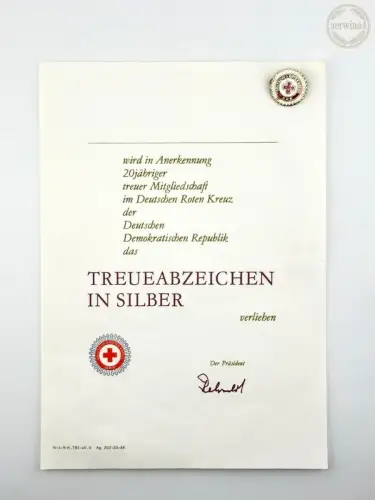 wird in Anerkennung
20jähriger
treuer Mitgliedschaft
im Deutschen Roten Kreuz
der
Deutschen
Demokratischen Republik
das
TREUEABZEICHEN
IN SILBER
verliehen
Der Präsident